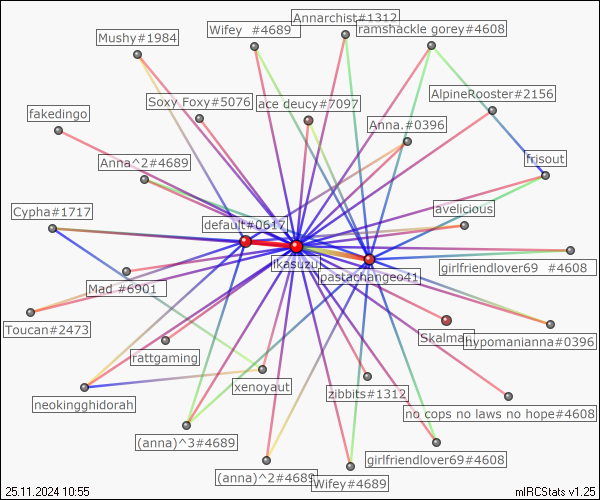 Annarchist#1312
Wifey  #4689
ramshackle gorey#4608
Mushy#1984
AlpineRooster#2156
Soxy Foxy#5076
ace deucy#7097
fakedingo
Anna.#0396
frisout
Anna^2#4689
Cypha#1717
avelicious
default#0617
ikasuzu
girlfriendlover69  #4608
pastachangeo41
Mad #6901
Toucan#2473
Skalman
hypomanianna#0396
rattgaming
xenoyaut
zibbits#1312
neokingghidorah
no cops no laws no hope#4608
(anna)^3#4689
girlfriendlover69#4608
(anna)^2#4689
Wifey#4689
25.11.2024 10:55
mIRCStats v1.25